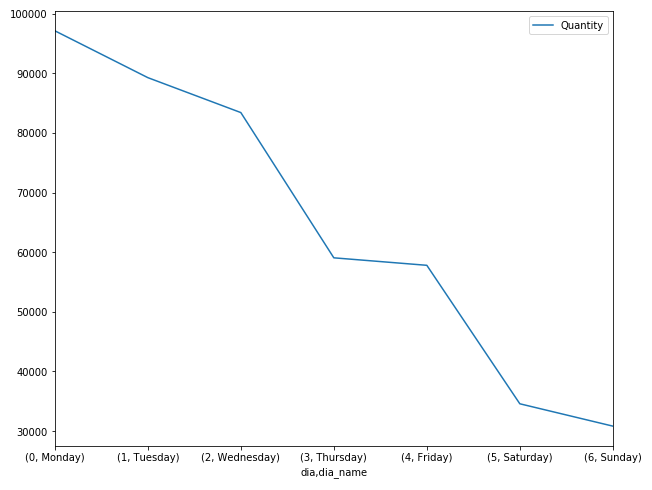 Quantity
100000
90000
80000
70000
60000
50000
40000
30000
(0, Monday) (1, Tuesday) (2, Wednesday) (3, Thursday) (4, Friday) (5, Saturday) (6, Sunday)
dia,dia_name